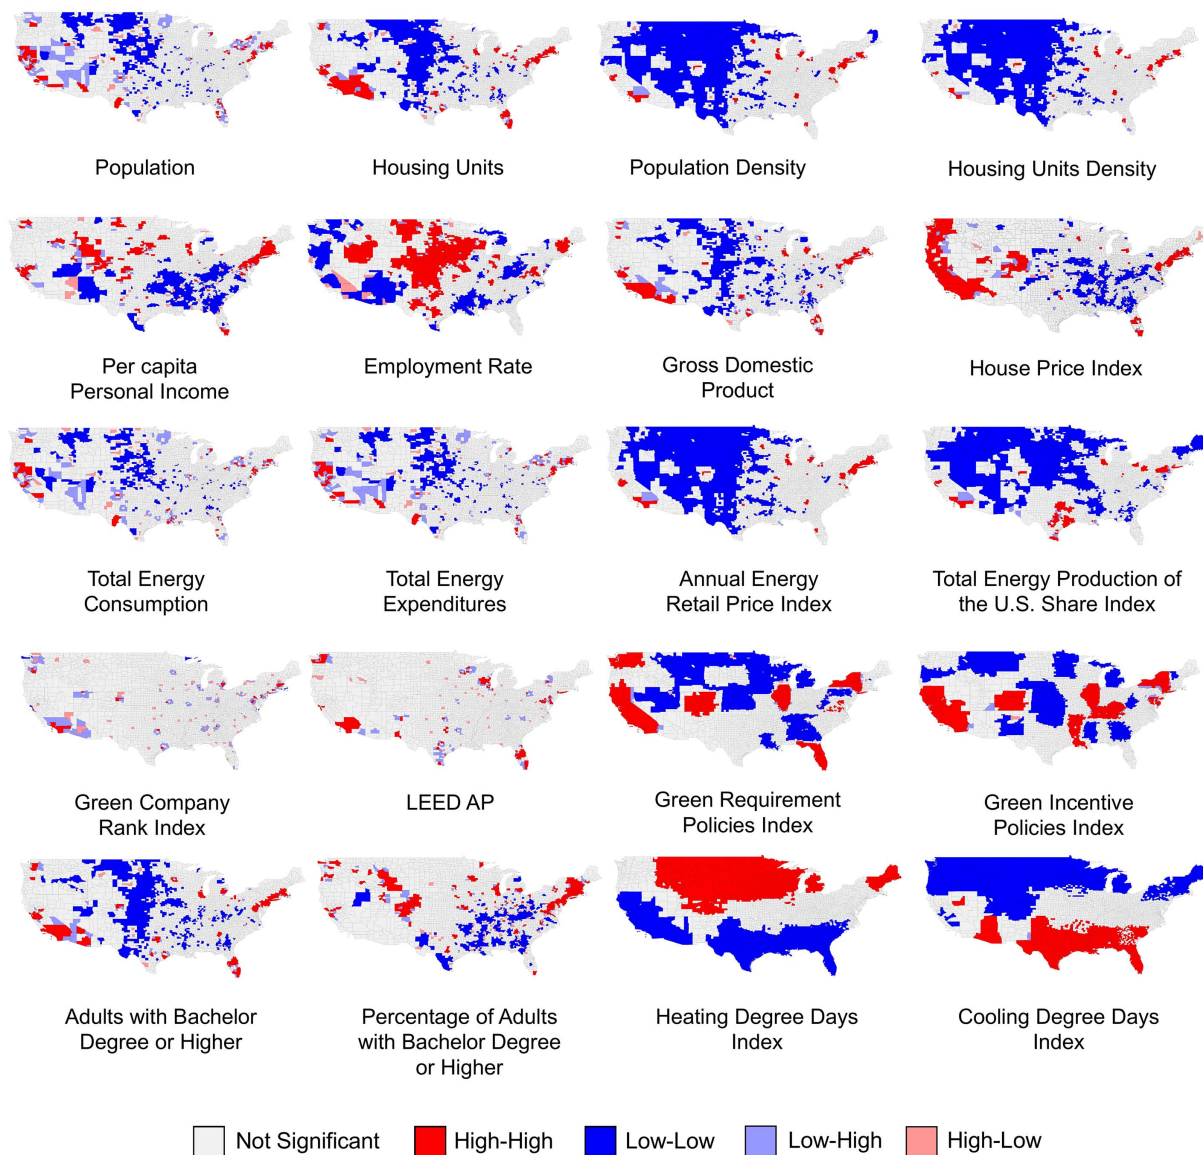 Population
Housing Units
Population Density
Housing Units Density
Per capita
Personal Income
Employment Rate
Gross Domestic
Product
House Price Index
Total Energy
Consumption
Total Energy
Expenditures
Annual Energy
Retail Price Index
Total Energy Production of
the U.S. Share Index
Green Company
Rank Index
LEED AP
Green Requirement
Policies Index
Green Incentive
Policies Index
Adults with Bachelor
Degree or Higher
Percentage of Adults
with Bachelor Degree
or Higher
Heating Degree Days
Index
Cooling Degree Days
Index
Not Significant
High-High
Low-Low
Low-High
High-Low